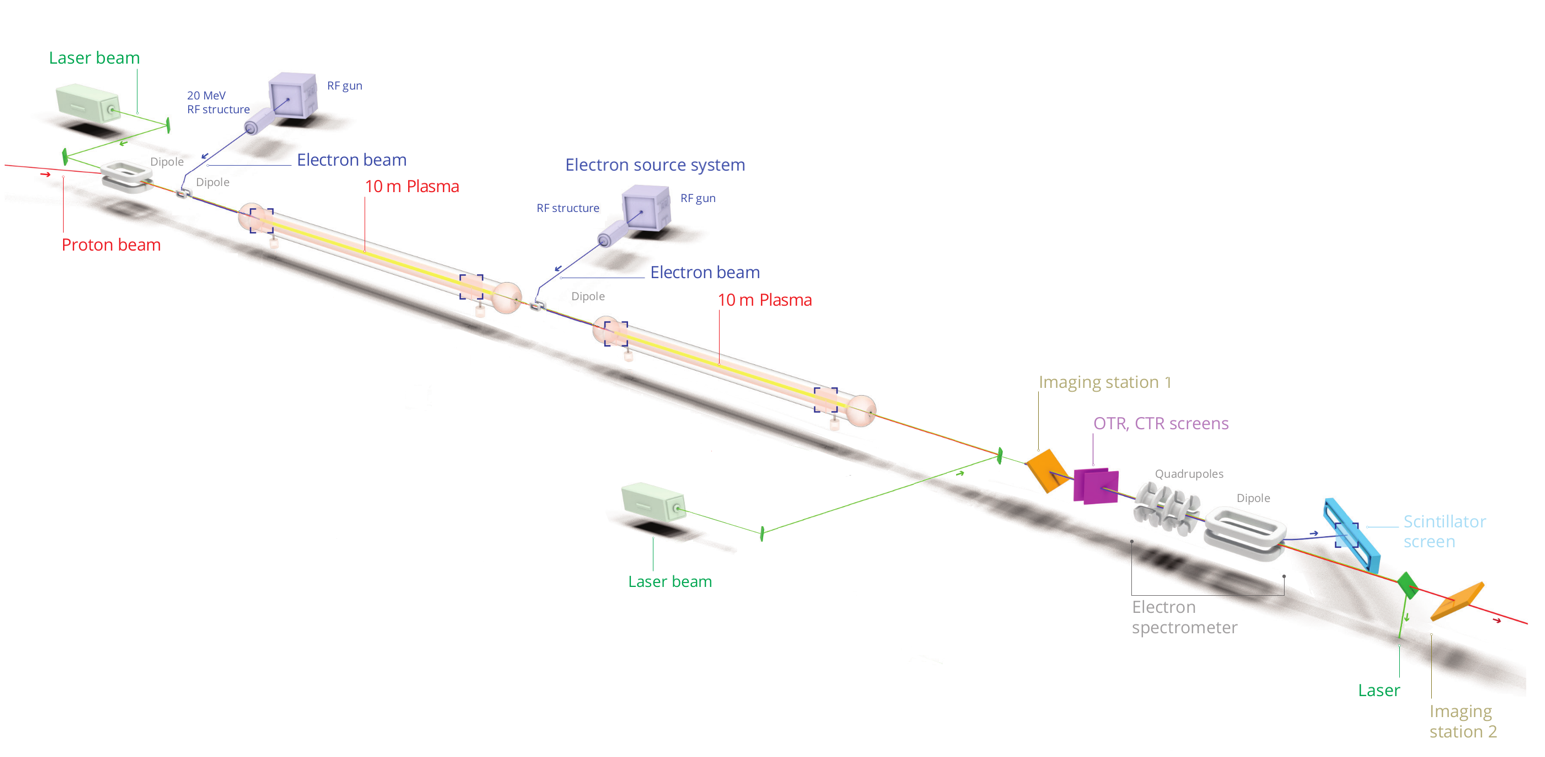 Laser beam
20 MeV
RF structure
RF gun
Dipole
Electron beam
Dipole
Proton beam
10 m Plasma
Electron source system
RF structure
RF gun
Electron beam
Dipole
10 m Plasma
Imaging station 1
OTR, CTR screens
Quadrupoles
Dipole
Scintillator
screen
Laser beam
Electron
spectrometer
Laser
Imaging
station 2